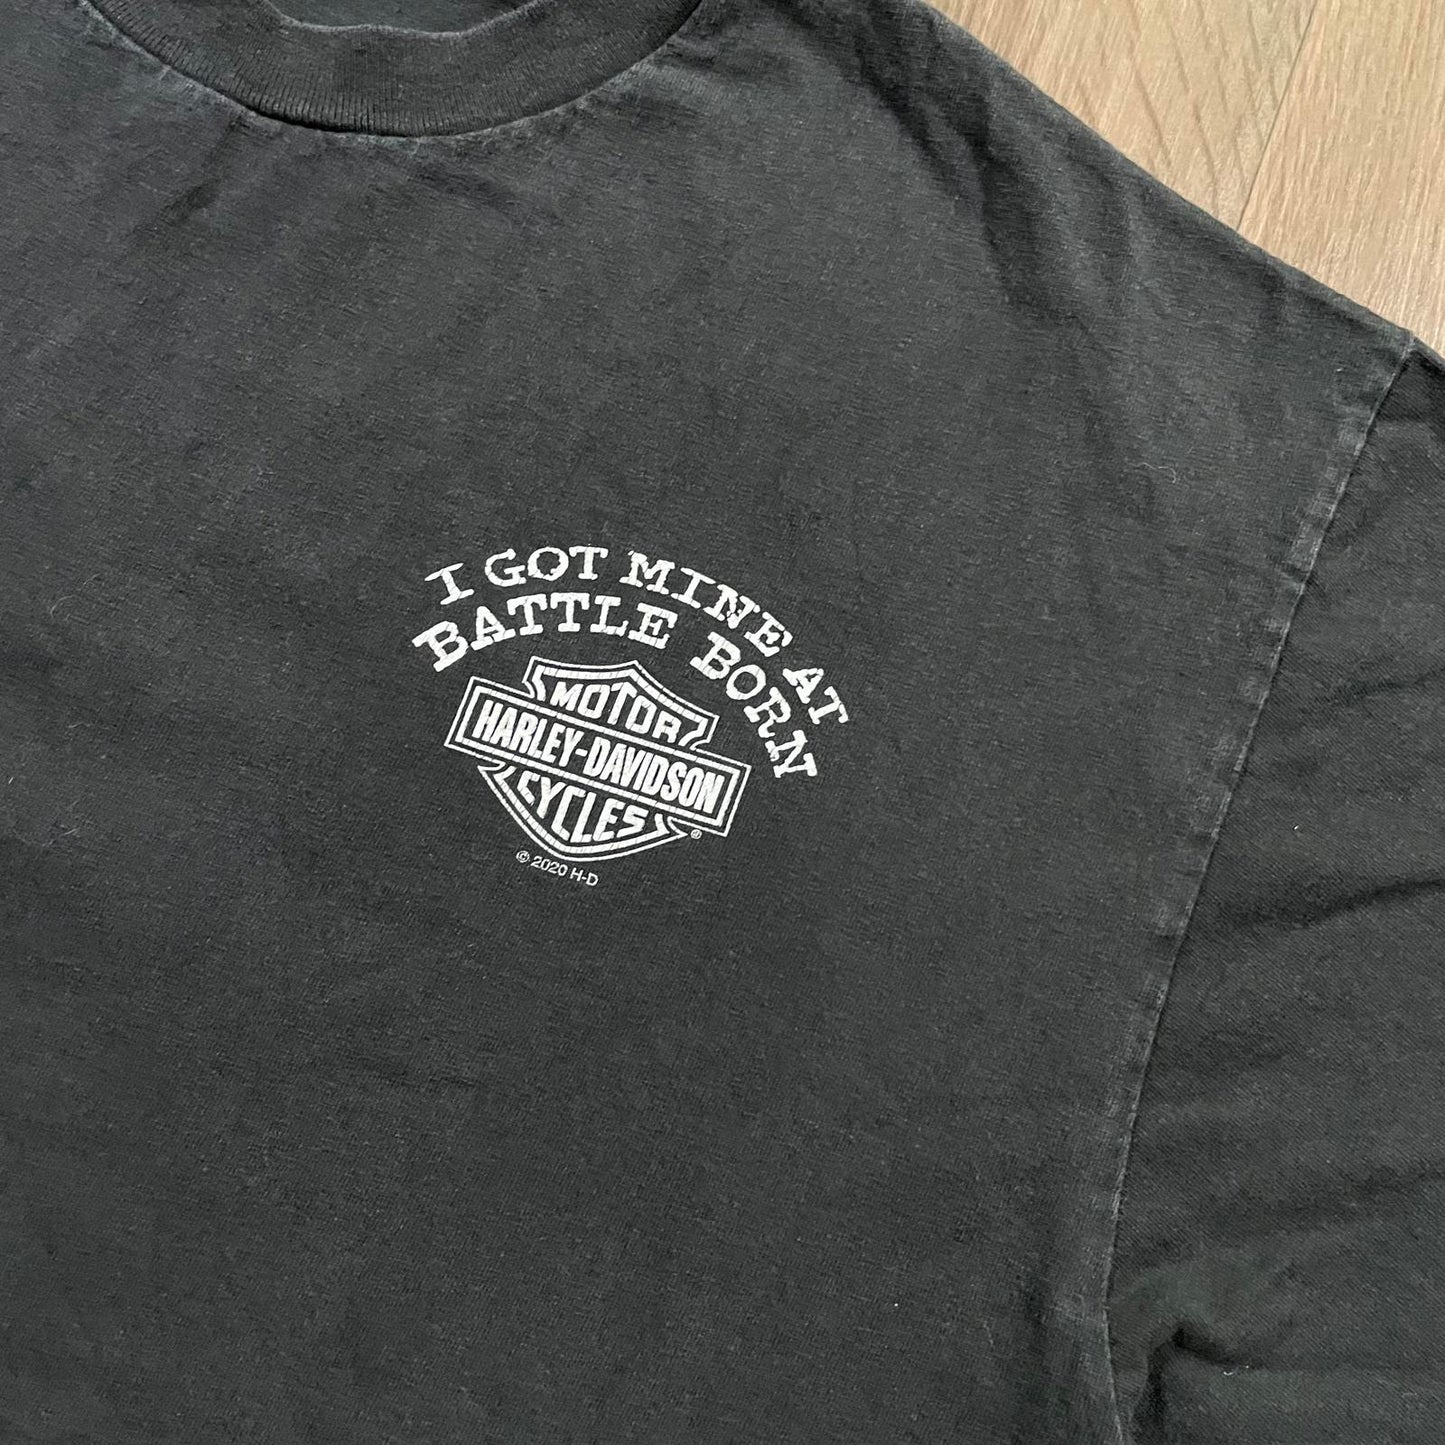 I GOT MINE AT
BATTLE BORN
MOTOR
HARLEY-DAVIDSON
CYCLES ®
© 2020 H-D